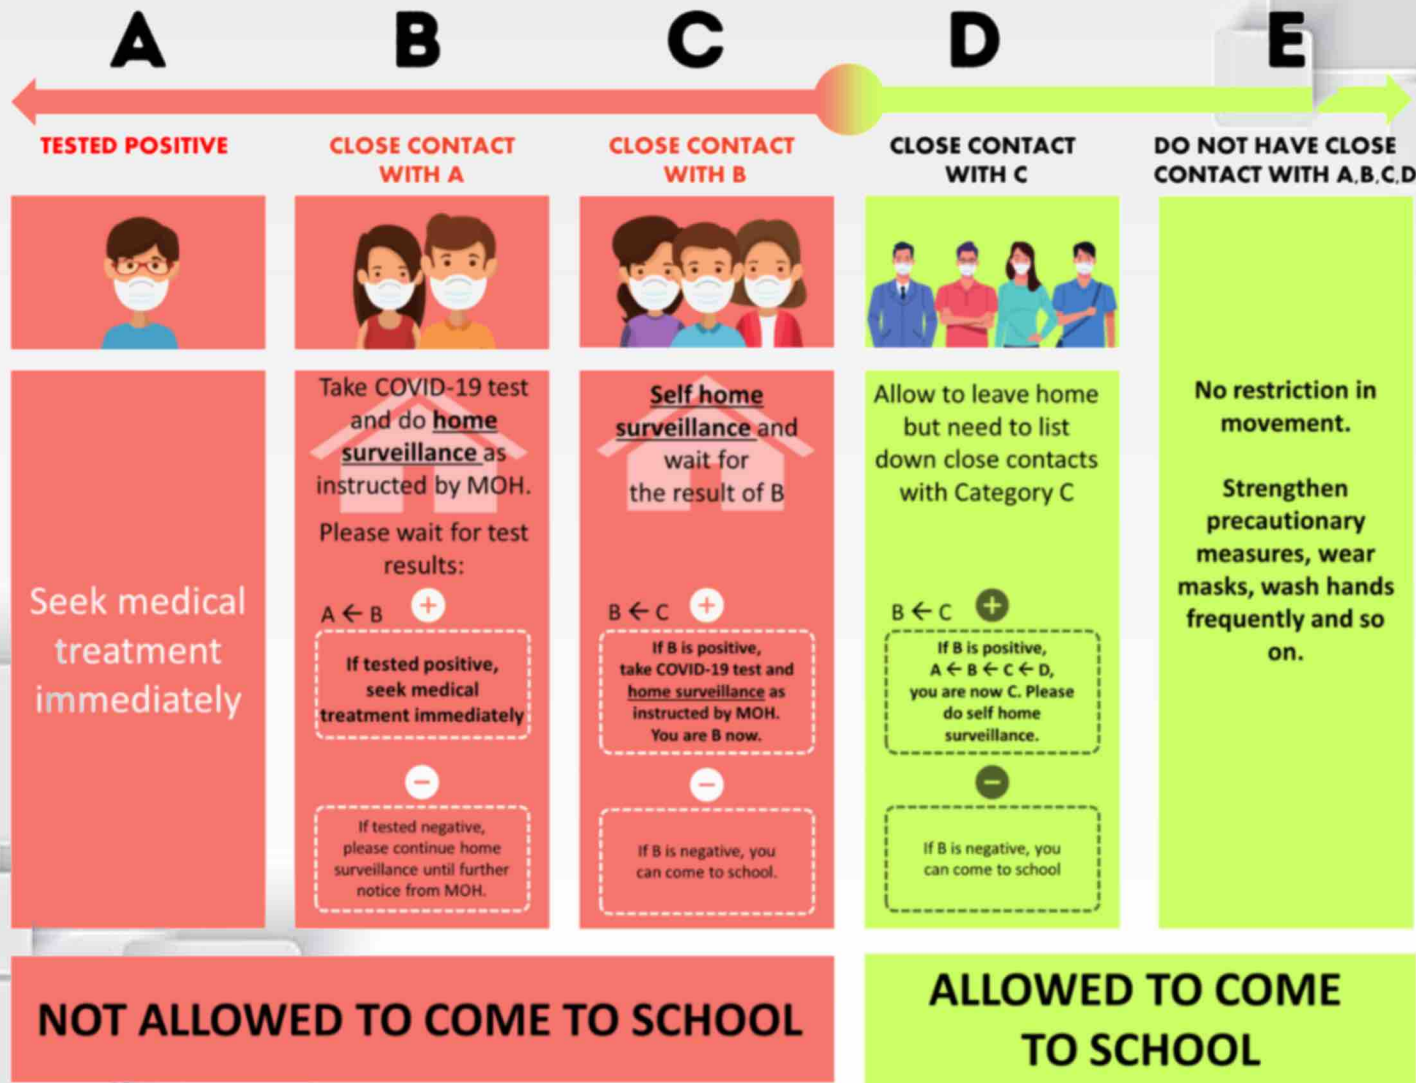 A
B
C
D
E
TESTED POSITIVE
CLOSE CONTACT
WITH A
CLOSE CONTACT
WITH B
CLOSE CONTACT
WITH C
DO NOT HAVE CLOSE
CONTACT WITH A,B,C,D
Seek medical
treatment
immediately
Take COVID-19 test
and do home
surveillance as
instructed by MOH.
Please wait for test
results:
A ← B
+
If tested positive,
seek medical
treatment immediately
−
If tested negative,
please continue home
surveillance until further
notice from MOH.
Self home
surveillance and
wait for
the result of B
B ← C
+
If B is positive,
take COVID-19 test and
home surveillance as
instructed by MOH.
You are B now.
−
If B is negative, you
can come to school.
Allow to leave home
but need to list
down close contacts
with Category C
B ← C
+
If B is positive,
A ← B ← C ← D,
you are now C. Please
do self home
surveillance.
−
If B is negative, you
can come to school
No restriction in
movement.
Strengthen
precautionary
measures, wear
masks, wash hands
frequently and so
on.
NOT ALLOWED TO COME TO SCHOOL
ALLOWED TO COME
TO SCHOOL